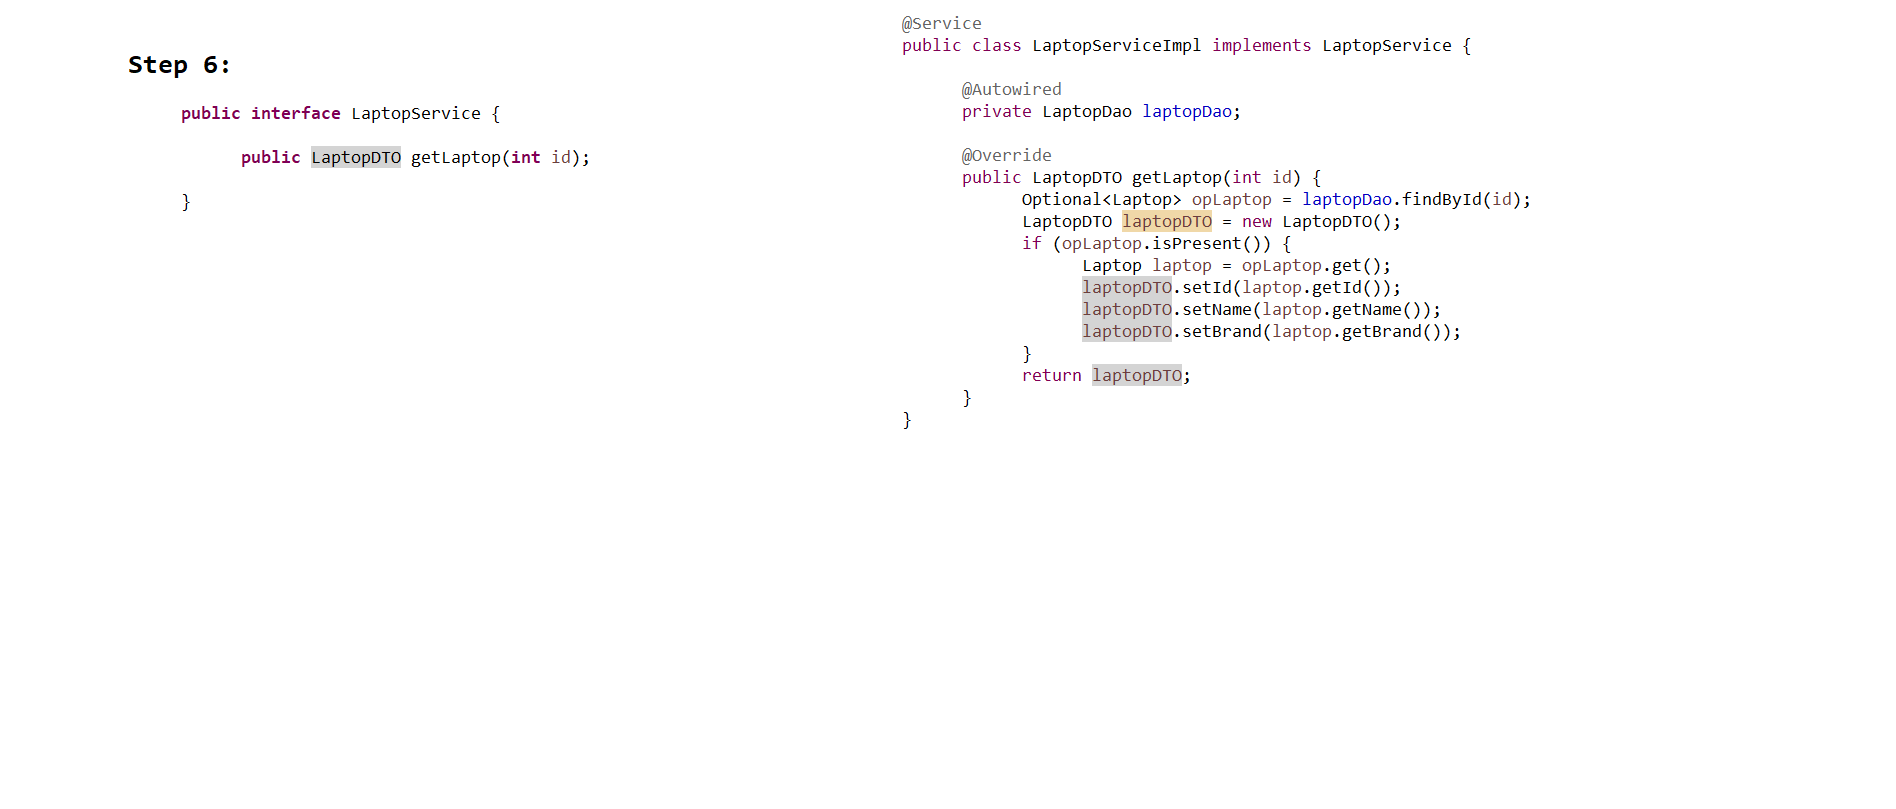 Step 6:
public interface LaptopService {
public LaptopDTO getLaptop(int id);
}
@Service
public class LaptopServiceImpl implements LaptopService {
@Autowired
private LaptopDao laptopDao;
@Override
public LaptopDTO getLaptop(int id) {
Optional<Laptop> opLaptop = laptopDao.findById(id);
LaptopDTO laptopDTO = new LaptopDTO();
if (opLaptop.isPresent()) {
Laptop laptop = opLaptop.get();
laptopDTO.setId(laptop.getId());
laptopDTO.setName(laptop.getName());
laptopDTO.setBrand(laptop.getBrand());
}
return laptopDTO;
}
}